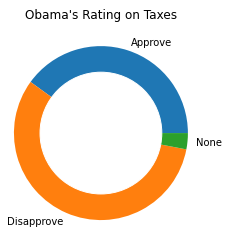 Obama's Rating on Taxes
Approve
None
Disapprove